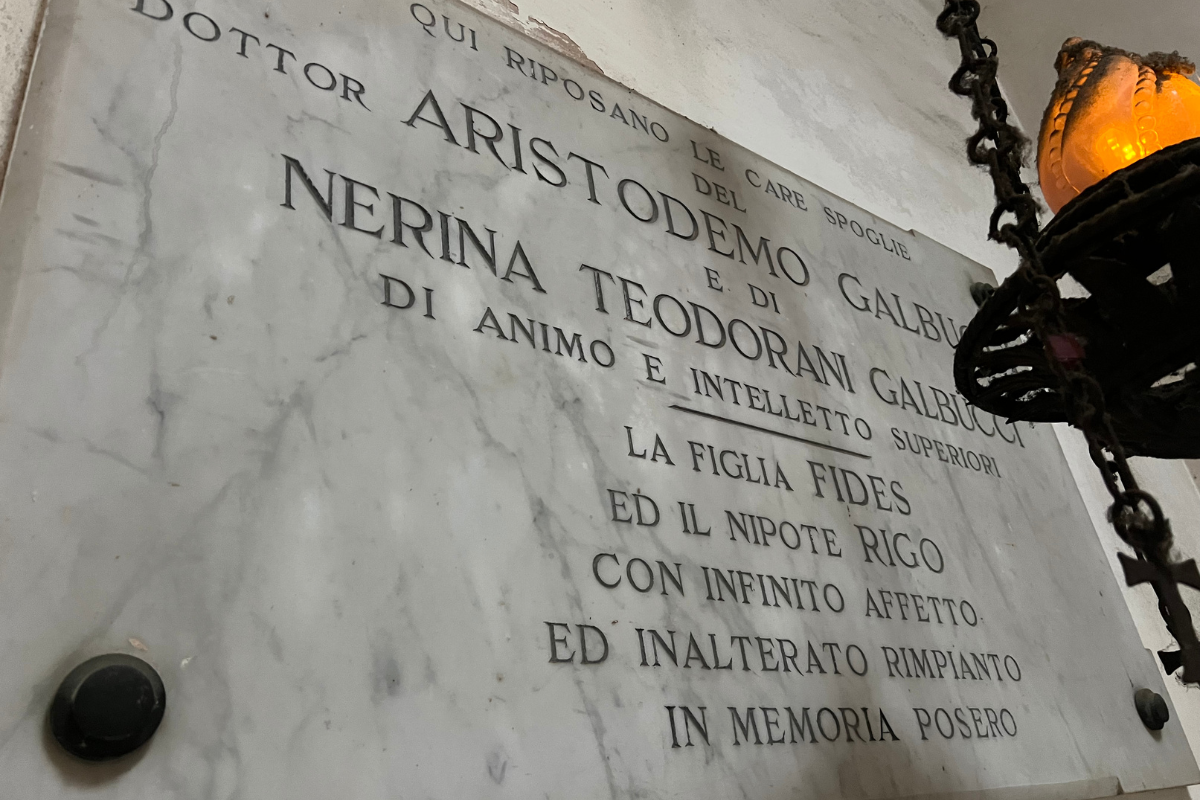 QUI RIPOSANO LE CARE SPOGLIE
DEL
DOTTOR ARISTODEMO GALBUC
E DI
NERINA TEODORANI GALBUCCI
DI ANIMO E INTELLETTO SUPERIORI
LA FIGLIA FIDES
ED IL NIPOTE RIGO
CON INFINITO AFFETTO
ED INALTERATO RIMPIANTO
IN MEMORIA POSERO